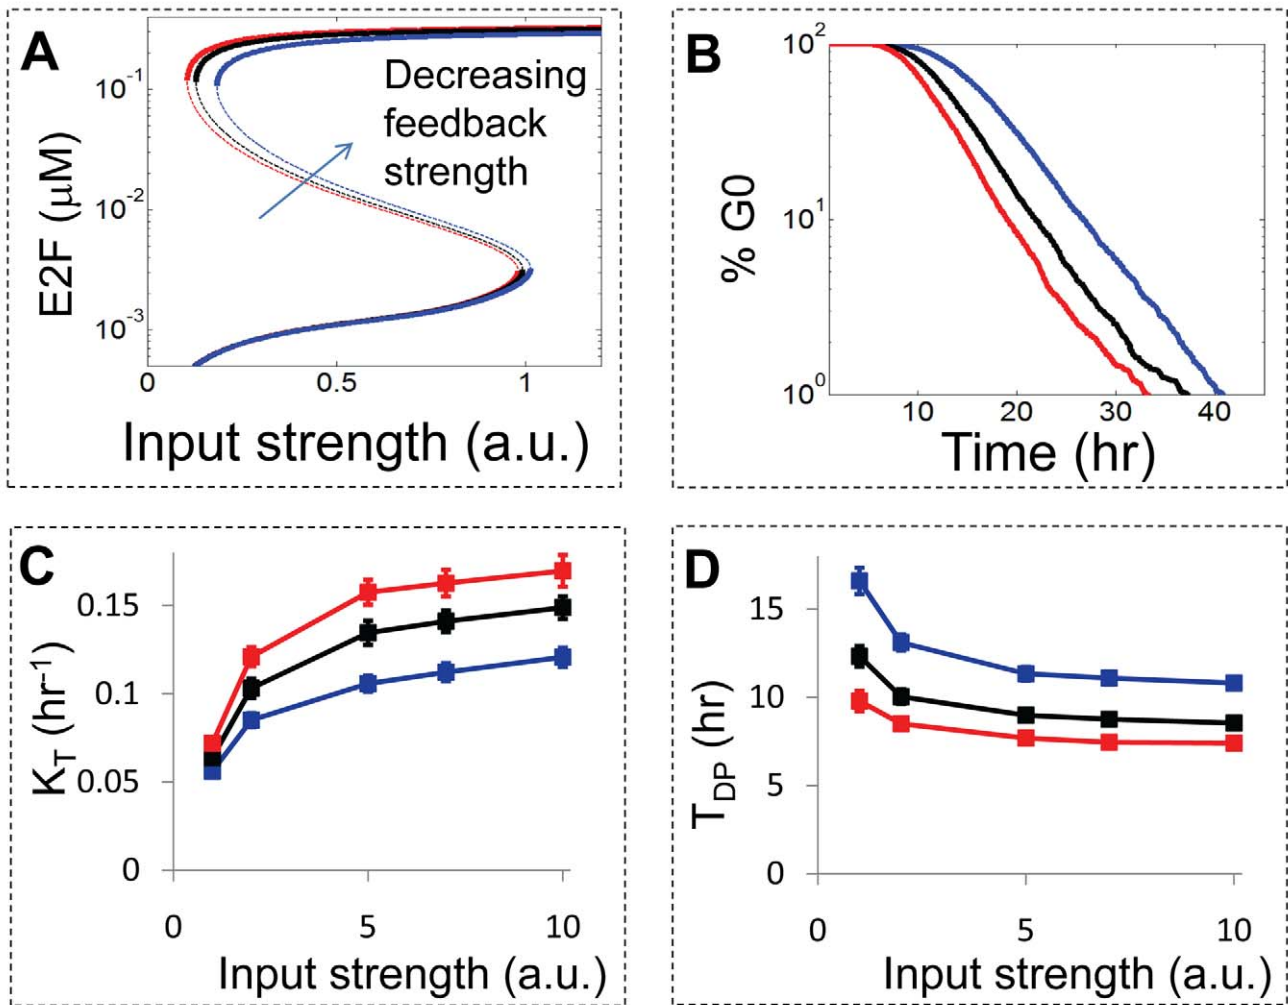 A
Decreasing
feedback
strength
E2F (μM)
10⁻¹
10⁻²
10⁻³
0 0.5 1
Input strength (a.u.)
B
% G0
10²
10¹
10⁰
10 20 30 40
Time (hr)
C
K_T (hr⁻¹)
0.15
0.1
0.05
0
0 5 10
Input strength (a.u.)
D
T_DP (hr)
15
10
5
0
0 5 10
Input strength (a.u.)